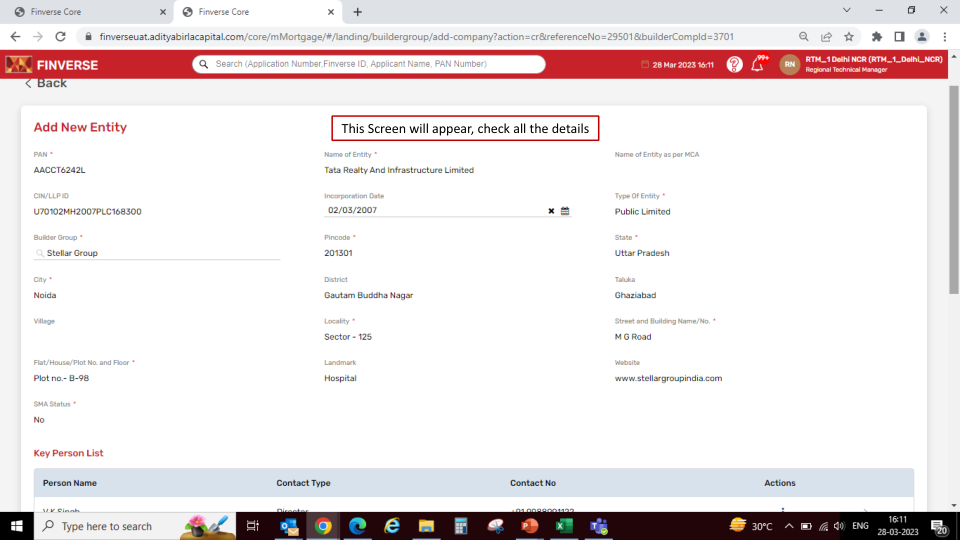 Finverse Core
Finverse Core
finverseuat.adityabirlacapital.com/core/mMortgage/#/landing/buildergroup/add-company?action=cr&referenceNo=29501&builderCompId=3701
FINVERSE
Search (Application Number,Finverse ID, Applicant Name, PAN Number)
28 Mar 2023 16:11
99+
RN
RTM_1 Delhi NCR (RTM_1_Delhi_NCR)
Regional Technical Manager
Back
Add New Entity
This Screen will appear, check all the details
PAN *
Name of Entity *
Name of Entity as per MCA
AACCT6242L
Tata Realty And Infrastructure Limited
CIN/LLP ID
Incorporation Date
Type Of Entity *
U70102MH2007PLC168300
02/03/2007
Public Limited
Builder Group *
Pincode *
State *
Stellar Group
201301
Uttar Pradesh
City *
District
Taluka
Noida
Gautam Buddha Nagar
Ghaziabad
Village
Locality *
Street and Building Name/No. *
Sector - 125
M G Road
Flat/House/Plot No. and Floor *
Landmark
Website
Plot no.- B-98
Hospital
www.stellargroupindia.com
SMA Status *
No
Key Person List
Person Name
Contact Type
Contact No
Actions
V K Singh
Director
+91 9988991122
Type here to search
30°C
ENG
16:11
28-03-2023
20